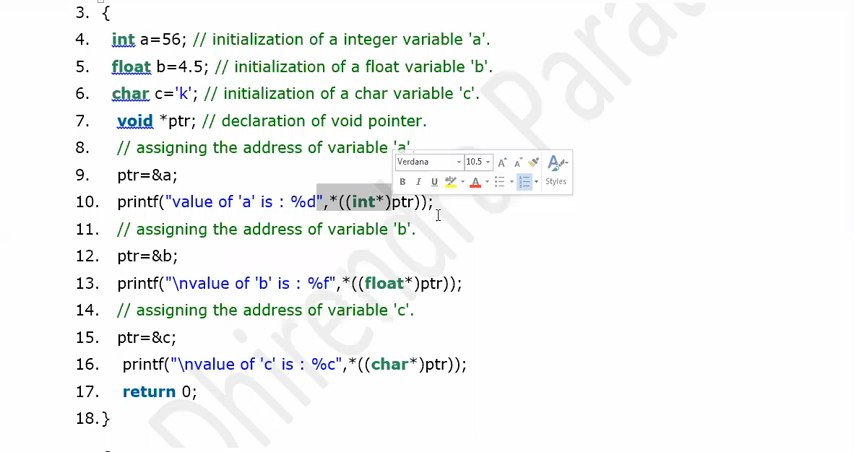 3. {
4. int a=56; // initialization of a integer variable 'a'.
5. float b=4.5; // initialization of a float variable 'b'.
6. char c='k'; // initialization of a char variable 'c'.
7. void *ptr; // declaration of void pointer.
8. // assigning the address of variable 'a'.
Verdana 10.5 A A A
9. ptr=&a;
B I U ab A Styles
10. printf("value of 'a' is : %d",*((int*)ptr));
11. // assigning the address of variable 'b'.
12. ptr=&b;
13. printf("\nvalue of 'b' is : %f",*((float*)ptr));
14. // assigning the address of variable 'c'.
15. ptr=&c;
16. printf("\nvalue of 'c' is : %c",*((char*)ptr));
17. return 0;
18. }